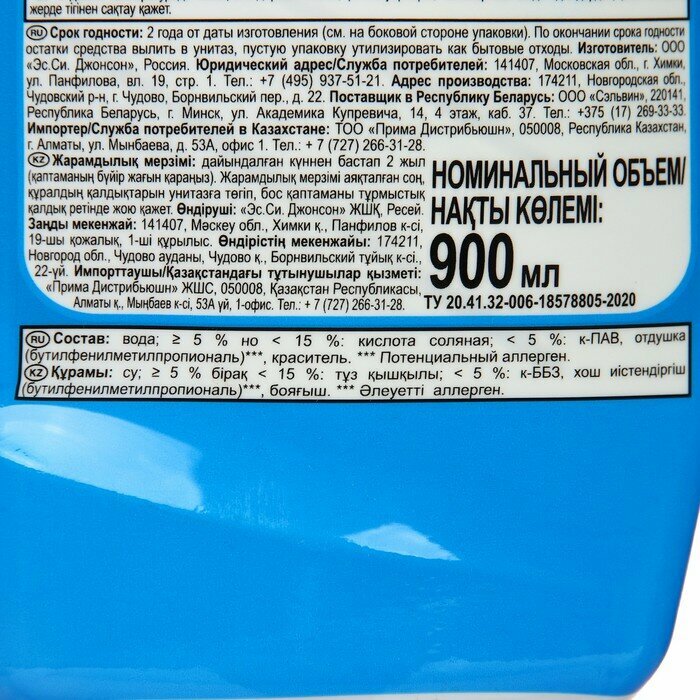 жерде тігінен сақтау қажет.
RU Срок годности: 2 года от даты изготовления (см. на боковой стороне упаковки). По окончании срока годности
остатки средства вылить в унитаз, пустую упаковку утилизировать как бытовые отходы. Изготовитель: ООО
«Эс.Си. Джонсон», Россия. Юридический адрес/Служба потребителей: 141407, Московская обл., г. Химки,
ул. Панфилова, вл. 19, стр. 1. Тел.: +7 (495) 937-51-21. Адрес производства: 174211, Новгородская обл.,
Чудовский р-н, г. Чудово, Борнвильский пер., д. 22. Поставщик в Республику Беларусь: ООО «Сэльвин», 220141,
Республика Беларусь, г. Минск, ул. Академика Купревича, 14, 4 этаж, каб. 37. Тел.: +375 (17) 269-33-33.
Импортер/Служба потребителей в Казахстане: ТОО «Прима Дистрибьюшн», 050008, Республика Казахстан,
г. Алматы, ул. Мынбаева, д. 53А, офис 1. Тел.: +7 (727) 266-31-28.
KZ Жарамдылық мерзімі: дайындалған күннен бастап 2 жыл
(қаптаманың бүйір жағын қараңыз). Жарамдылық мерзімі аяқталған соң,
құралдың қалдықтарын унитазға төгіп, бос қаптаманы тұрмыстық
қалдық ретінде жою қажет. Өндіруші: «Эс.Си. Джонсон» ЖШҚ, Ресей.
Заңды мекенжай: 141407, Мәскеу обл., Химки қ., Панфилов к-сі,
19-шы қожалық, 1-ші құрылыс. Өндірістің мекенжайы: 174211,
Новгород обл., Чудово ауданы, Чудово қ., Борнвильский тұйық к-сі.,
22-үй. Импорттаушы/Қазақстандағы тұтынушылар қызметі:
«Прима Дистрибьюшн» ЖШС, 050008, Қазақстан Республикасы,
Алматы қ., Мыңбаев к-сі, 53А үй, 1-офис. Тел.: + 7 (727) 266-31-28.
НОМИНАЛЬНЫЙ ОБЪЕМ/
НАҚТЫ КӨЛЕМІ:
900 мл
ТУ 20.41.32-006-18578805-2020
RU Состав: вода; ≥ 5 % но < 15 %: кислота соляная; < 5 %: к-ПАВ, отдушка
(бутилфенилметилпропиональ)***, краситель. *** Потенциальный аллерген.
KZ Құрамы: су; ≥ 5 % бірақ < 15 %: тұз қышқылы; < 5 %: к-ББЗ, хош иістендіргіш
(бутилфенилметилпропиональ)***, бояғыш. *** Әлеуетті аллерген.